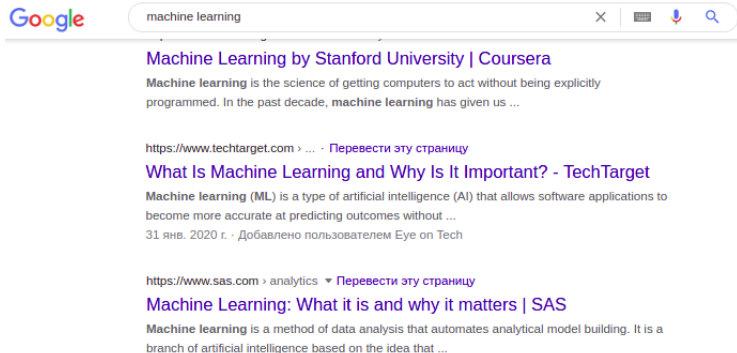 Google
machine learning
Machine Learning by Stanford University | Coursera
Machine learning is the science of getting computers to act without being explicitly
programmed. In the past decade, machine learning has given us ...
https://www.techtarget.com › ... · Перевести эту страницу
What Is Machine Learning and Why Is It Important? - TechTarget
Machine learning (ML) is a type of artificial intelligence (AI) that allows software applications to
become more accurate at predicting outcomes without ...
31 янв. 2020 г. · Добавлено пользователем Eye on Tech
https://www.sas.com › analytics ▾ Перевести эту страницу
Machine Learning: What it is and why it matters | SAS
Machine learning is a method of data analysis that automates analytical model building. It is a
branch of artificial intelligence based on the idea that ...